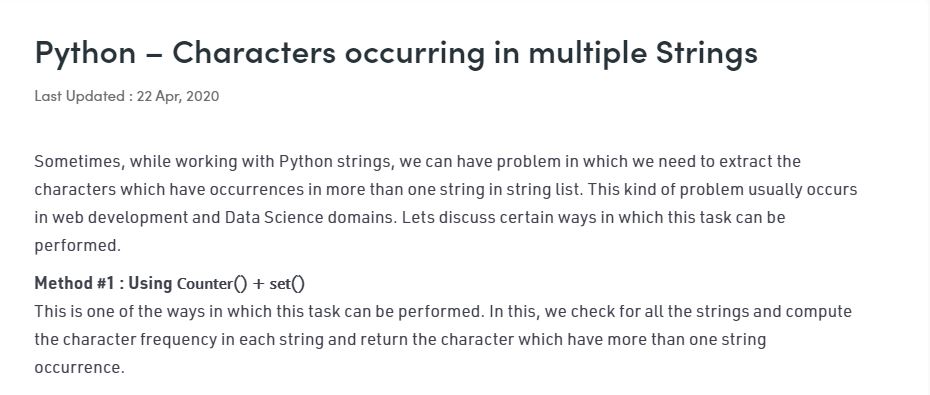 Python – Characters occurring in multiple Strings
Last Updated : 22 Apr, 2020
Sometimes, while working with Python strings, we can have problem in which we need to extract the
characters which have occurrences in more than one string in string list. This kind of problem usually occurs
in web development and Data Science domains. Lets discuss certain ways in which this task can be
performed.
Method #1 : Using Counter() + set()
This is one of the ways in which this task can be performed. In this, we check for all the strings and compute
the character frequency in each string and return the character which have more than one string
occurrence.